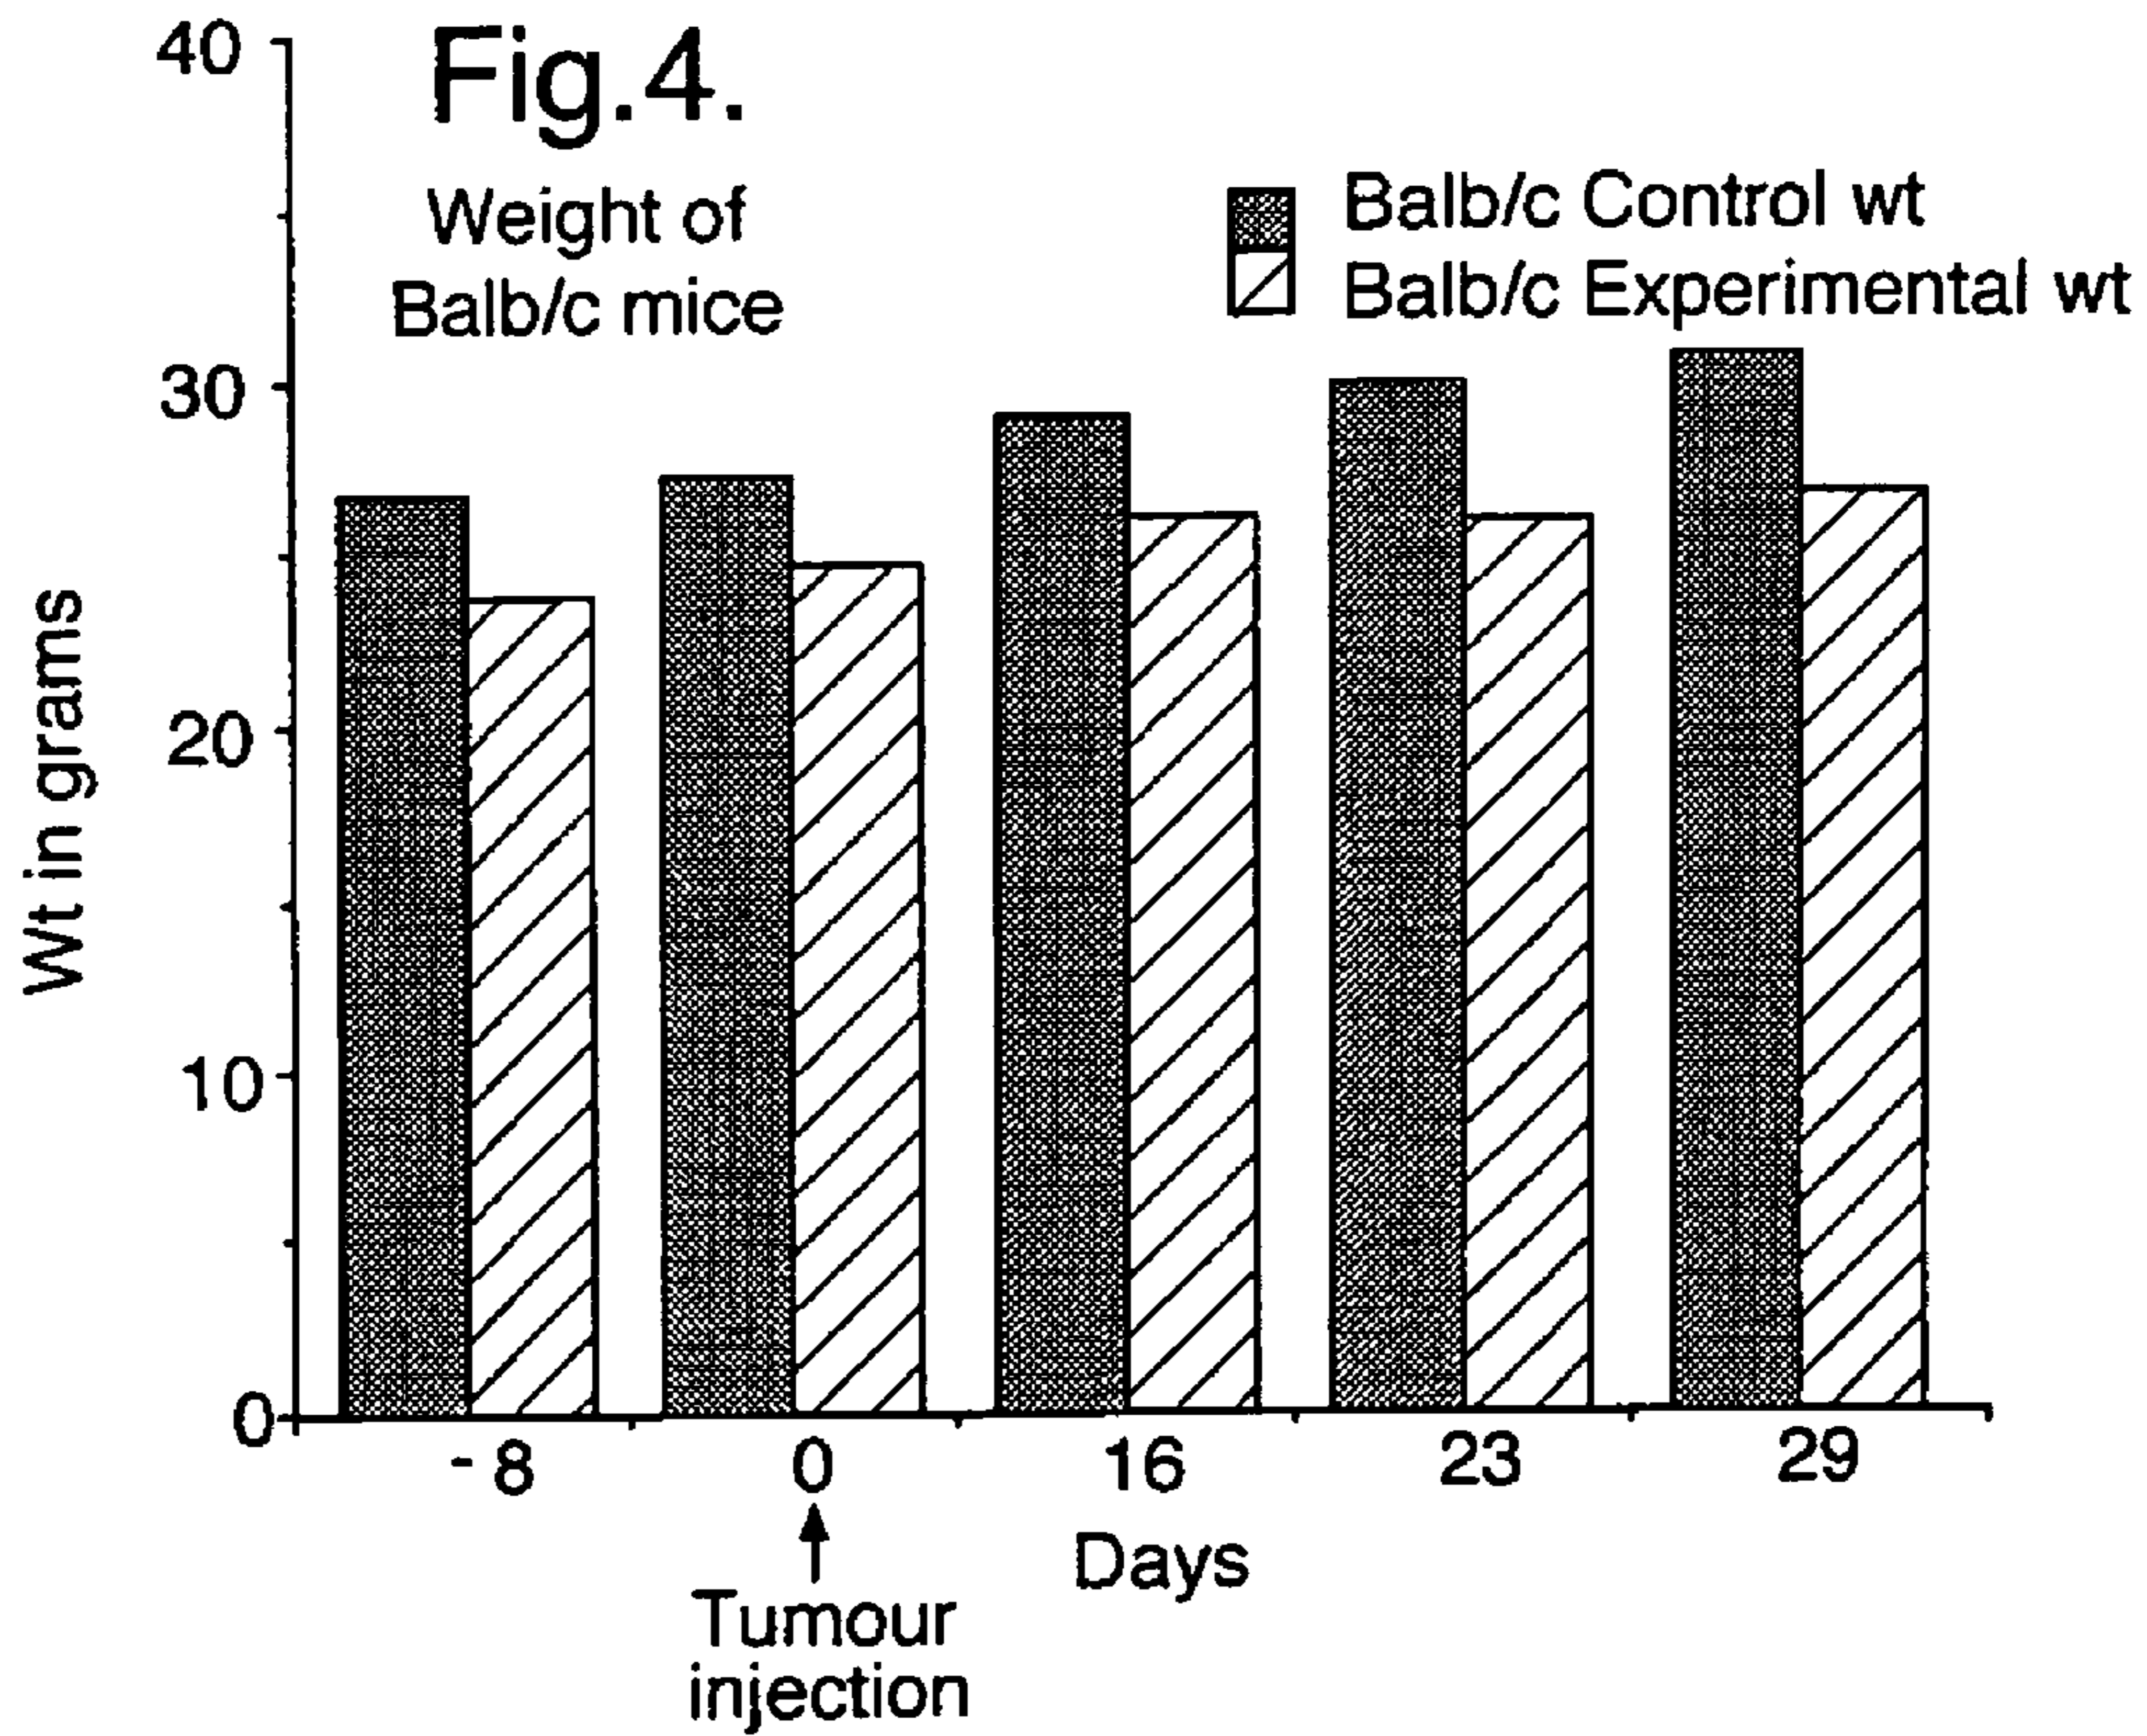 Fig.4.
Weight of
Balb/c mice
Balb/c Control wt
Balb/c Experimental wt
Wt in grams
40
30
20
10
0
- 8
0
16
23
29
Days
Tumour
injection